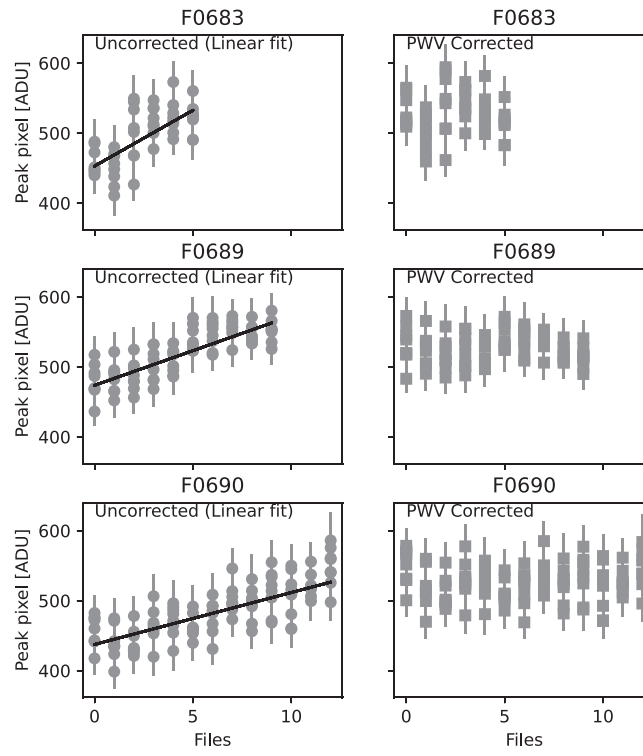 F0683
F0683
Uncorrected (Linear fit)
PWV Corrected
600
500
400
Peak pixel [ADU]
F0689
F0689
Uncorrected (Linear fit)
PWV Corrected
600
500
400
Peak pixel [ADU]
F0690
F0690
Uncorrected (Linear fit)
PWV Corrected
600
500
400
Peak pixel [ADU]
0 5 10
0 5 10
Files
Files